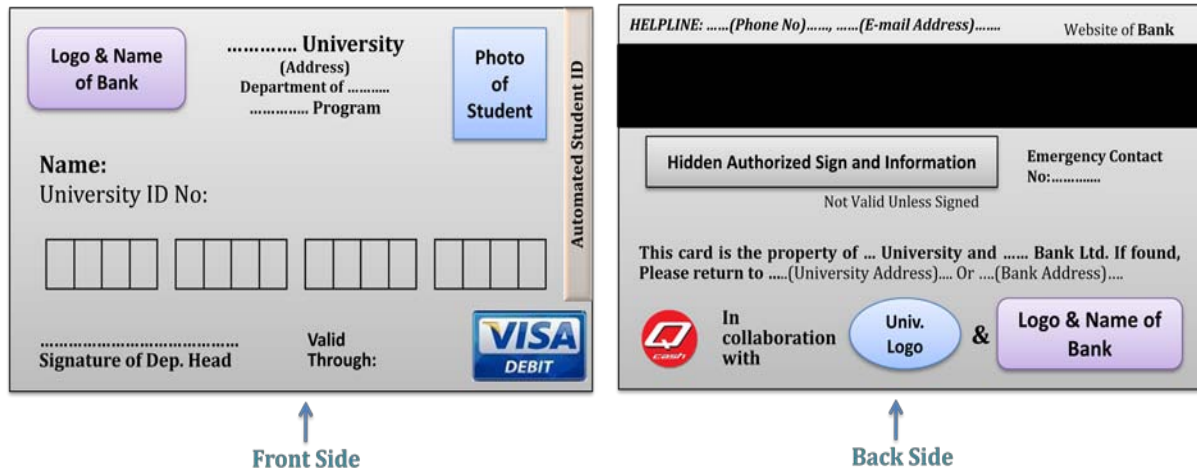 Logo & Name
of Bank
............. University
(Address)
Department of ...........
.............. Program
Photo
of
Student
Automated Student ID
Name:
University ID No:
........................................
Signature of Dep. Head
Valid
Through:
VISA
DEBIT
Front Side
HELPLINE: ......(Phone No)......, ......(E-mail Address).......
Website of Bank
Hidden Authorized Sign and Information
Not Valid Unless Signed
Emergency Contact
No:............
This card is the property of ... University and ...... Bank Ltd. If found,
Please return to .....(University Address).... Or ....(Bank Address)....
Q
cash
In
collaboration
with
Univ.
Logo
&
Logo & Name of
Bank
Back Side